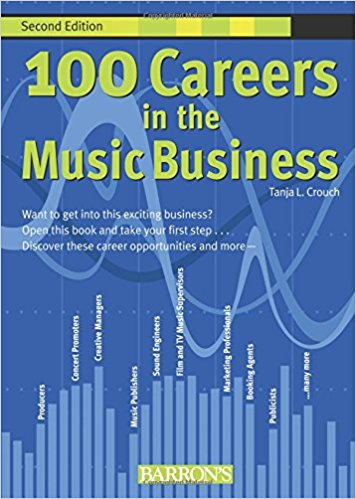 Second Edition
100 Careers
in the
Music Business
Tanja L. Crouch
Want to get into this exciting business?
Open this book and take your first step . . .
Discover these career opportunities and more—
Producers
Concert Promoters
Creative Managers
Music Publishers
Sound Engineers
Film and TV Music Supervisors
Marketing Professionals
Booking Agents
Publicists
...many more
BARRON'S